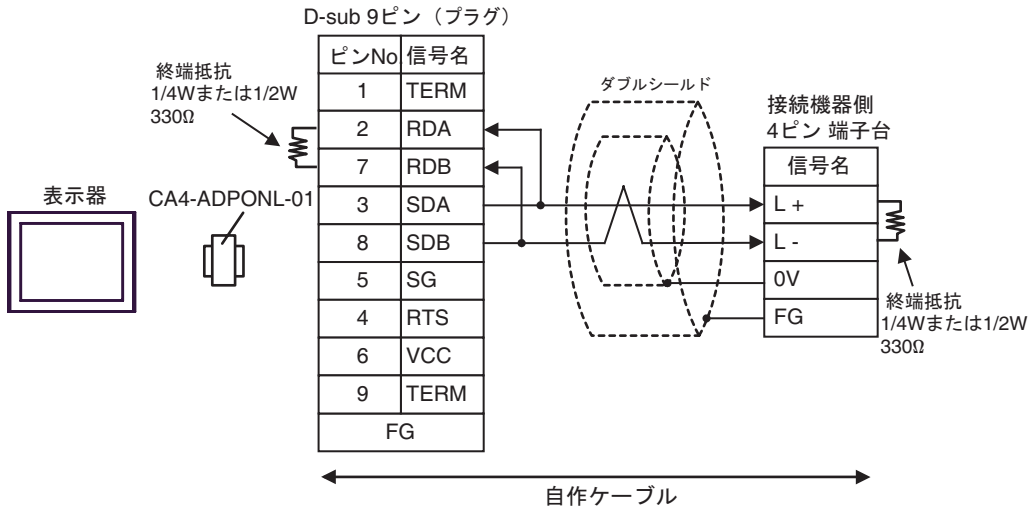 D-sub 9ピン（プラグ）
ピンNo. 信号名
1 TERM
2 RDA
7 RDB
3 SDA
8 SDB
5 SG
4 RTS
6 VCC
9 TERM
FG
終端抵抗
1/4Wまたは1/2W
330Ω
表示器
CA4-ADPONL-01
ダブルシールド
接続機器側
4ピン 端子台
信号名
L +
L -
0V
FG
終端抵抗
1/4Wまたは1/2W
330Ω
自作ケーブル